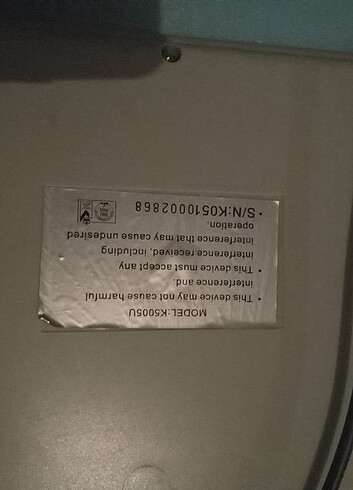 MODEL:K5005U
• This device may not cause harmful
interference and.
• This device must accept any
interference received, including
interference that may cause undesired
operation.
• S/N:K0510002868